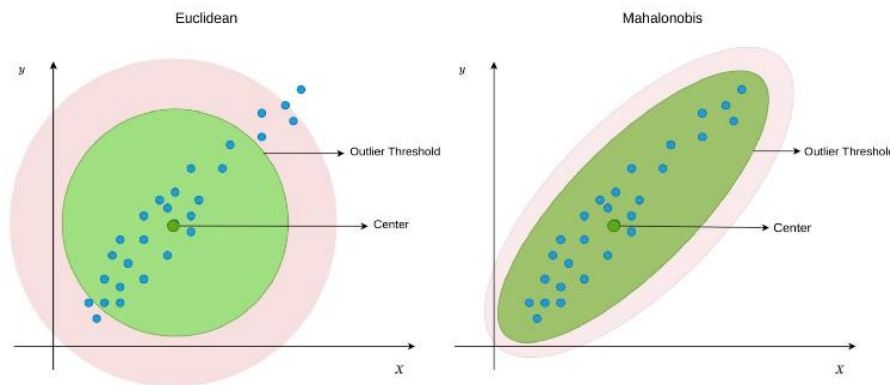 Euclidean
y
Outlier Threshold
Center
x
Mahalonobis
y
Outlier Threshold
Center
x